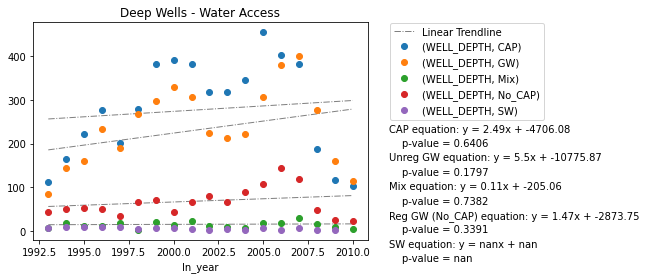 Deep Wells - Water Access
400
300
200
100
0
1992.5 1995.0 1997.5 2000.0 2002.5 2005.0 2007.5 2010.0
In_year
Linear Trendline
(WELL_DEPTH, CAP)
(WELL_DEPTH, GW)
(WELL_DEPTH, Mix)
(WELL_DEPTH, No_CAP)
(WELL_DEPTH, SW)
CAP equation: y = 2.49x + -4706.08
p-value = 0.6406
Unreg GW equation: y = 5.5x + -10775.87
p-value = 0.1797
Mix equation: y = 0.11x + -205.06
p-value = 0.7382
Reg GW (No_CAP) equation: y = 1.47x + -2873.75
p-value = 0.3391
SW equation: y = nanx + nan
p-value = nan